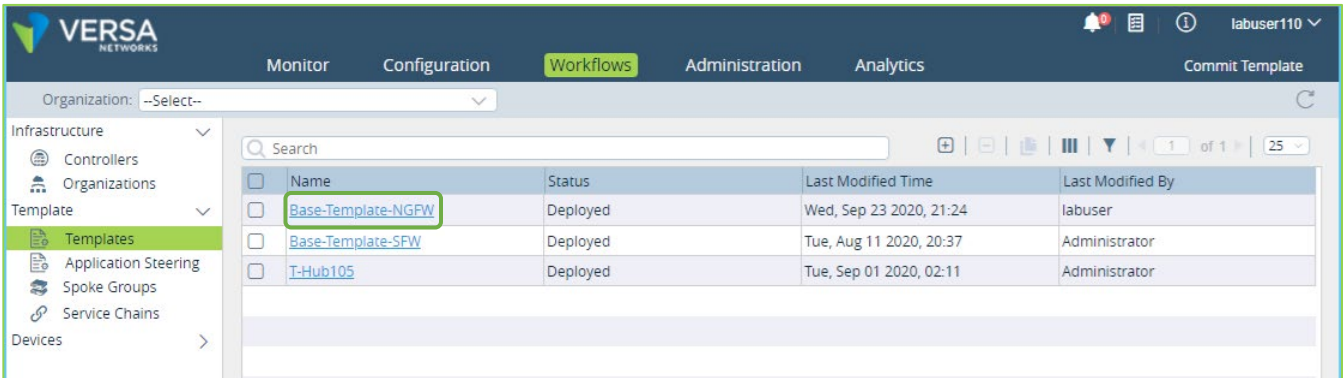 VERSA
NETWORKS
0
labuser110
Monitor Configuration Workflows Administration Analytics Commit Template
Organization: --Select--
Infrastructure
Controllers
Organizations
Template
Templates
Application Steering
Spoke Groups
Service Chains
Devices
Search
1 of 1 25
Name Status Last Modified Time Last Modified By
Base-Template-NGFW Deployed Wed, Sep 23 2020, 21:24 labuser
Base-Template-SFW Deployed Tue, Aug 11 2020, 20:37 Administrator
T-Hub105 Deployed Tue, Sep 01 2020, 02:11 Administrator